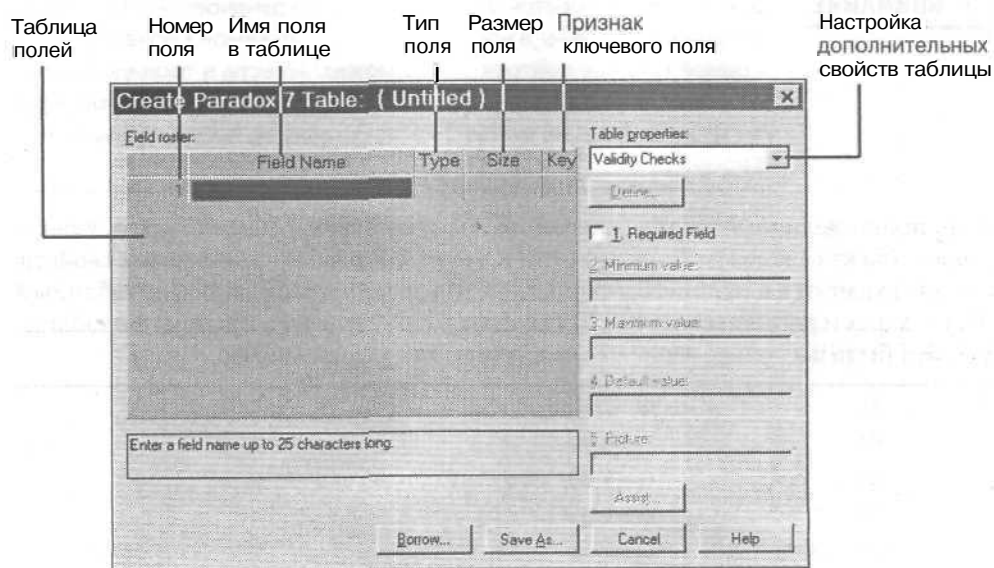 Таблица полей
Номер поля
Имя поля в таблице
Тип поля
Размер поля
Признак ключевого поля
Настройка дополнительных свойств таблицы
Create Paradox 7 Table: ( Untitled )
Field roster:
Field Name Type Size Key
1
Table properties:
Validity Checks
Define...
1. Required Field
2. Minimum value:
3. Maximum value:
4. Default value:
5. Picture:
Assist...
Enter a field name up to 25 characters long.
Borrow... Save As... Cancel Help